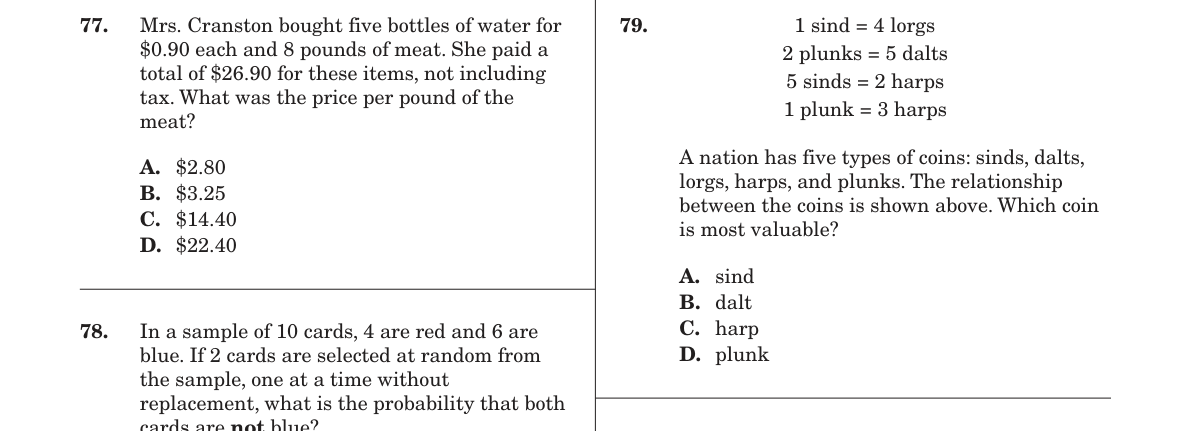 77. Mrs. Cranston bought five bottles of water for
$0.90 each and 8 pounds of meat. She paid a
total of $26.90 for these items, not including
tax. What was the price per pound of the
meat?
A. $2.80
B. $3.25
C. $14.40
D. $22.40
78. In a sample of 10 cards, 4 are red and 6 are
blue. If 2 cards are selected at random from
the sample, one at a time without
replacement, what is the probability that both
cards are not blue?
79. 1 sind = 4 lorgs
2 plunks = 5 dalts
5 sinds = 2 harps
1 plunk = 3 harps
A nation has five types of coins: sinds, dalts,
lorgs, harps, and plunks. The relationship
between the coins is shown above. Which coin
is most valuable?
A. sind
B. dalt
C. harp
D. plunk